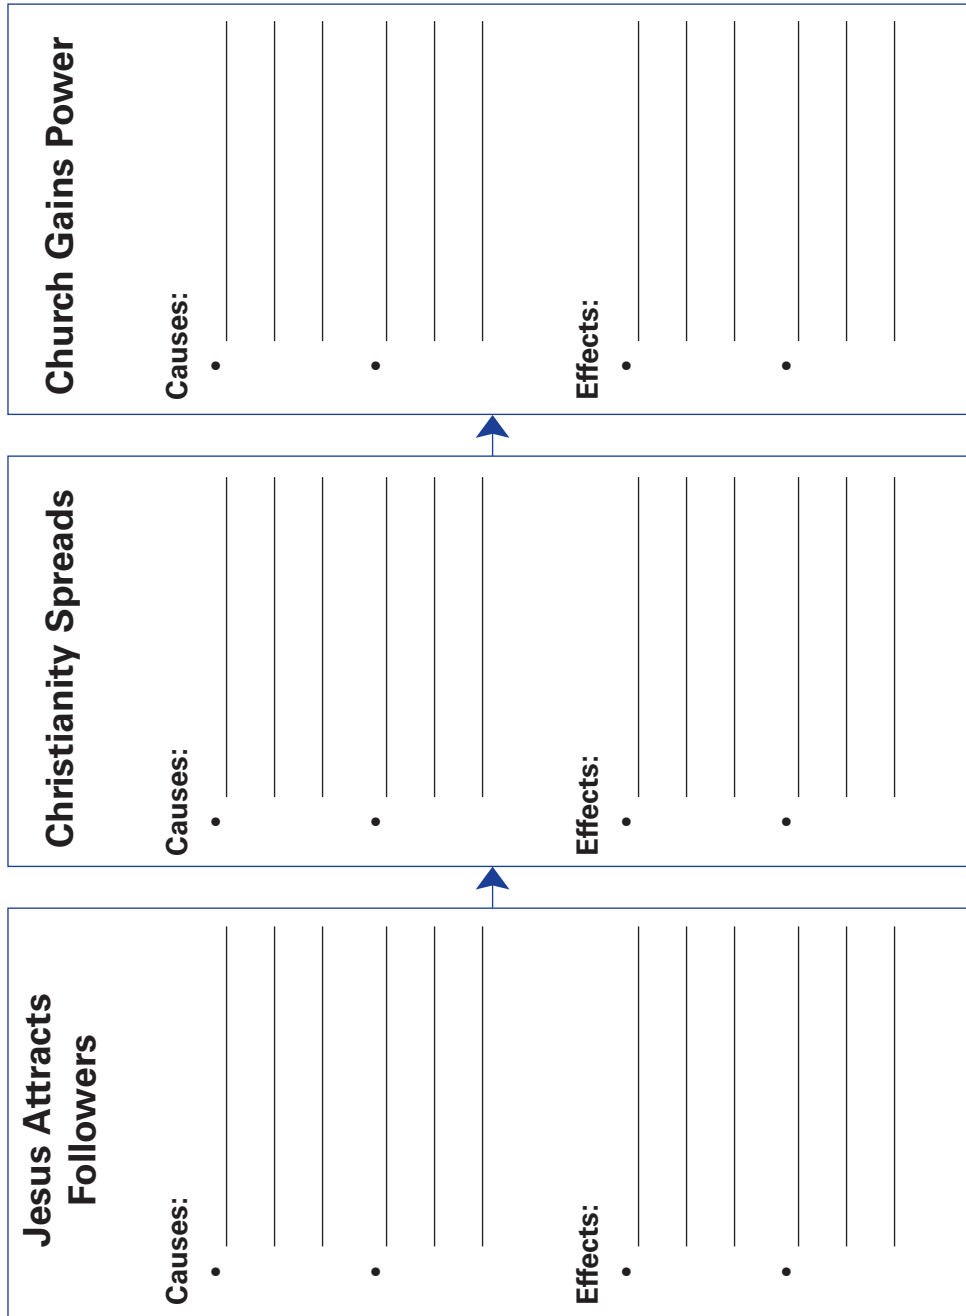 Jesus Attracts
Followers
Causes:
•
•
Effects:
•
•
Christianity Spreads
Causes:
•
•
Effects:
•
•
Church Gains Power
Causes:
•
•
Effects:
•
•